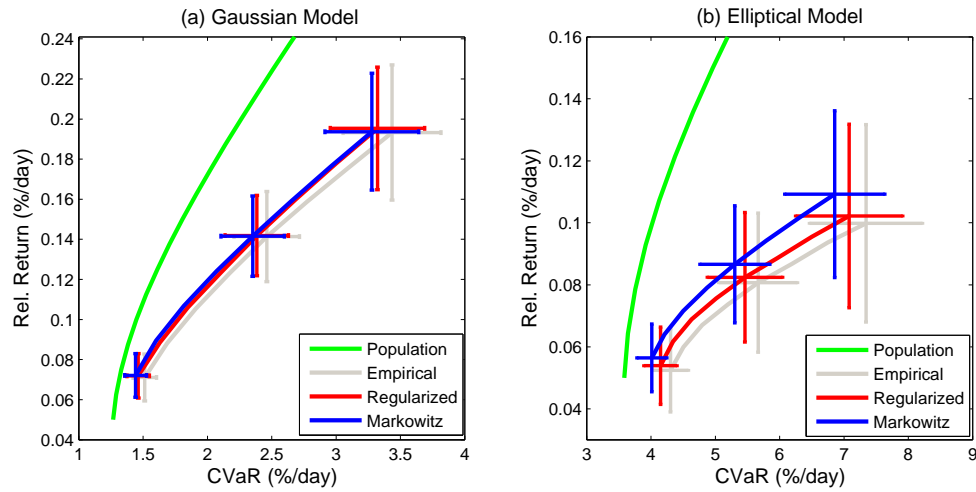 (a) Gaussian Model
Rel. Return (%/day)
0.24
0.22
0.2
0.18
0.16
0.14
0.12
0.1
0.08
0.06
0.04
1
1.5
2
2.5
3
3.5
4
CVaR (%/day)
Population
Empirical
Regularized
Markowitz
(b) Elliptical Model
Rel. Return (%/day)
0.16
0.14
0.12
0.1
0.08
0.06
0.04
3
4
5
6
7
8
9
CVaR (%/day)
Population
Empirical
Regularized
Markowitz